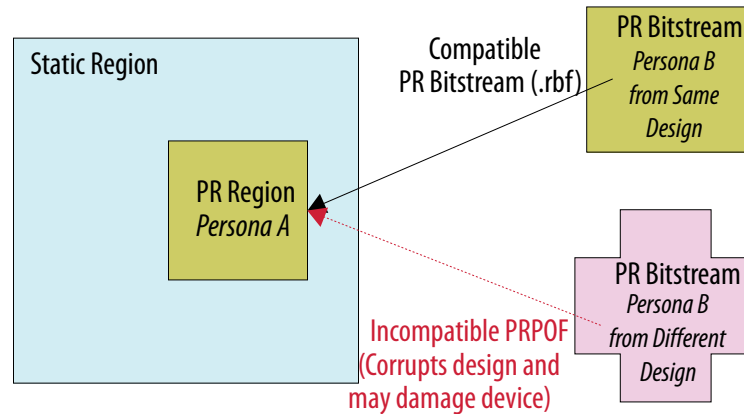 Static Region
PR Region
Persona A
Compatible
PR Bitstream (.rbf)
PR Bitstream
Persona B
from Same
Design
PR Bitstream
Persona B
from Different
Design
Incompatible PRPOF
(Corrupts design and
may damage device)